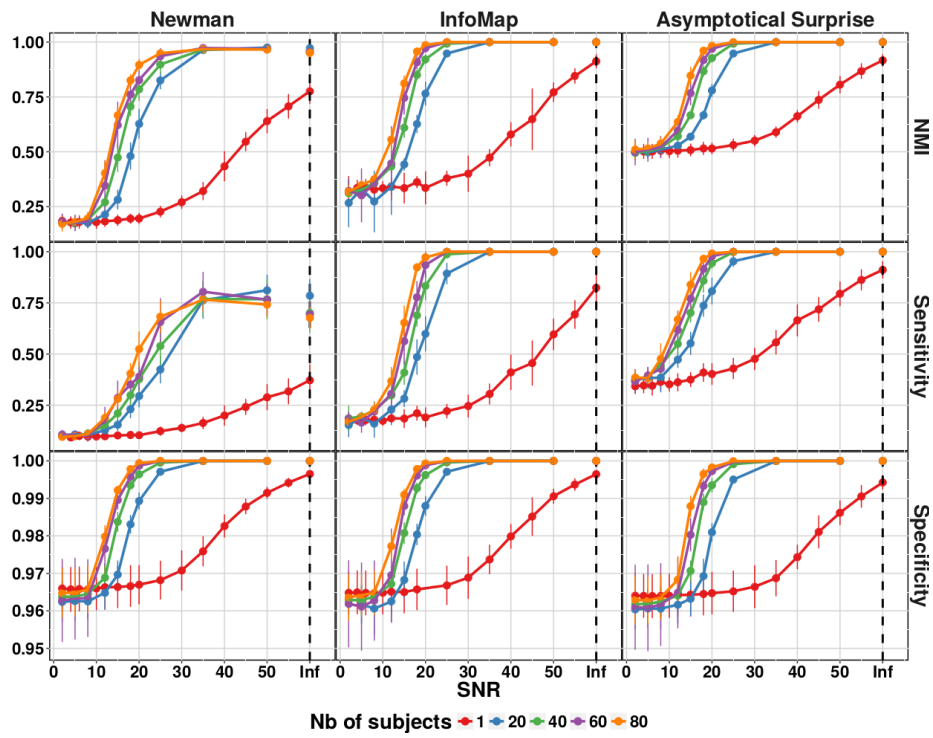 Newman InfoMap Asymptotical Surprise
1.00
0.75
0.50
0.25
NMI
1.00
0.75
0.50
0.25
Sensitivity
1.00
0.99
0.98
0.97
0.96
0.95
Specificity
0 10 20 30 40 50 Inf 0 10 20 30 40 50 Inf 0 10 20 30 40 50 Inf
SNR
Nb of subjects 1 20 40 60 80